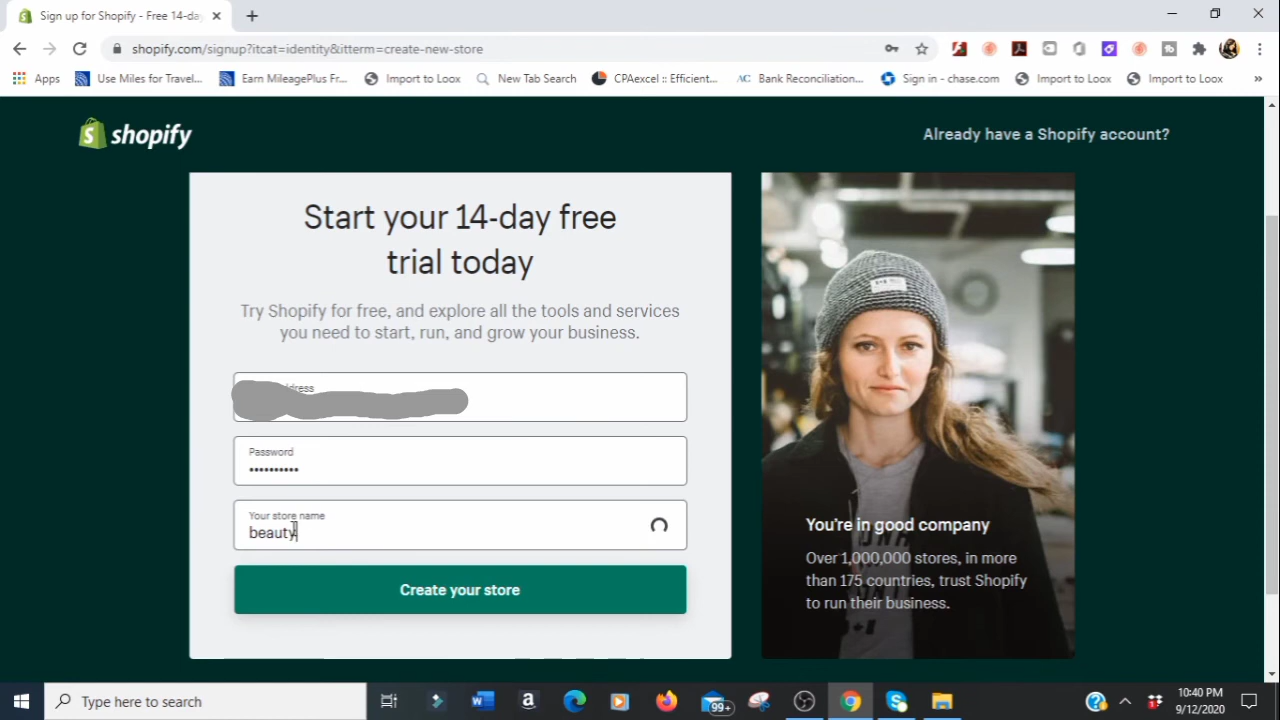 Sign up for Shopify - Free 14-da
shopify.com/signup?itcat=identity&itterm=create-new-store
Apps
Use Miles for Travel...
Earn MileagePlus Fr...
Import to Loox
New Tab Search
CPAexcel :: Efficient...
AC Bank Reconciliation...
Sign in - chase.com
Import to Loox
Import to Loox
»
shopify
Already have a Shopify account?
Start your 14-day free
trial today
Try Shopify for free, and explore all the tools and services
you need to start, run, and grow your business.
Password
••••••••••
Your store name
beauty
Create your store
You're in good company
Over 1,000,000 stores, in more
than 175 countries, trust Shopify
to run their business.
Type here to search
99+
10:40 PM
9/12/2020